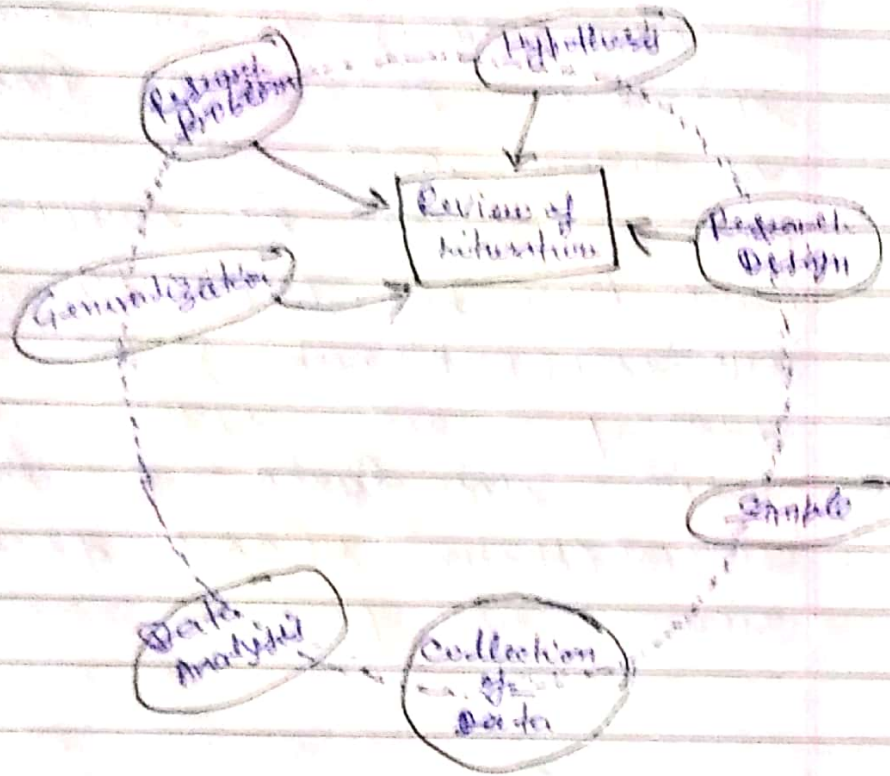 Hypothesis
Research
Problem
Review of
literature
Research
Design
Generalization
Sample
Data
Analysis
Collection
of
Data